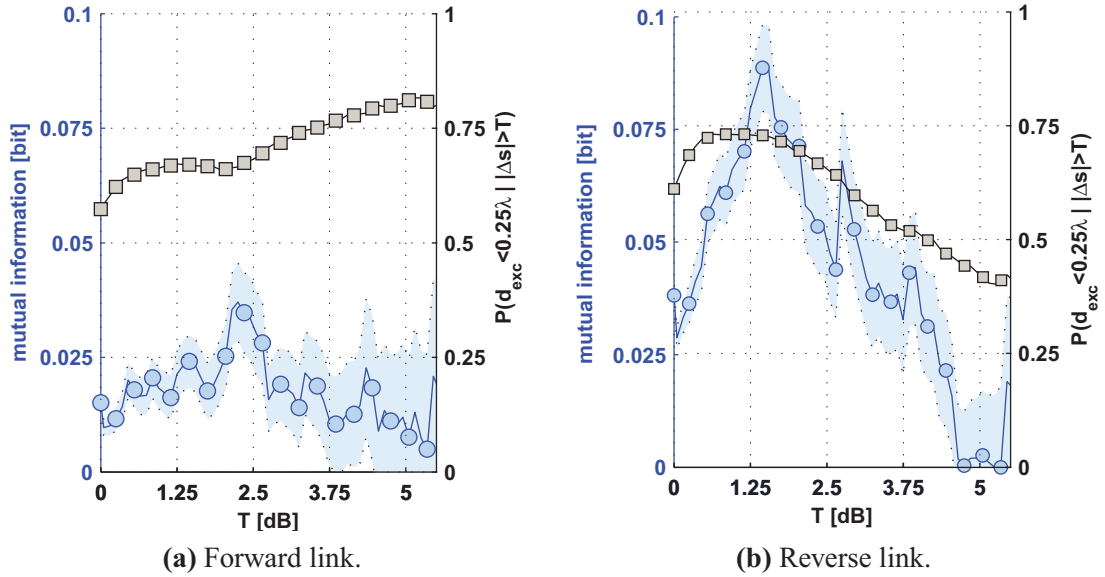 0.1
0.075
0.05
0.025
0
mutual information [bit]
1
0.75
0.5
0.25
0
P(d_exc<0.25λ | |Δs|>T)
0 1.25 2.5 3.75 5
T [dB]
(a) Forward link.
0.1
0.075
0.05
0.025
0
mutual information [bit]
1
0.75
0.5
0.25
0
P(d_exc<0.25λ | |Δs|>T)
0 1.25 2.5 3.75 5
T [dB]
(b) Reverse link.